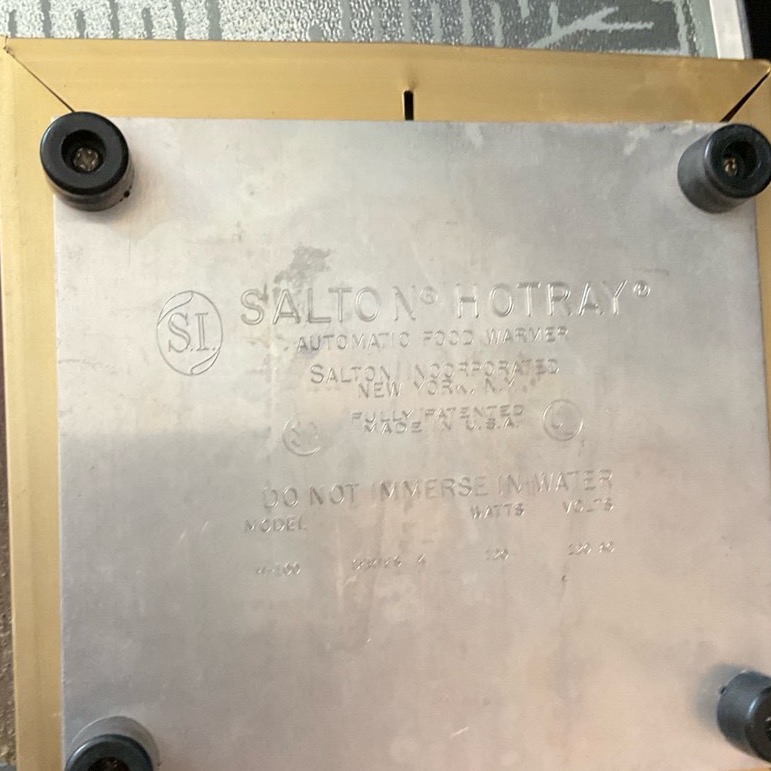 S.I.
SALTON® HOTRAY®
AUTOMATIC FOOD WARMER
SALTON INCORPORATED
NEW YORK, N.Y.
FULLY PATENTED
MADE IN U.S.A.
DO NOT IMMERSE IN WATER
MODEL WATTS VOLTS
SERIES